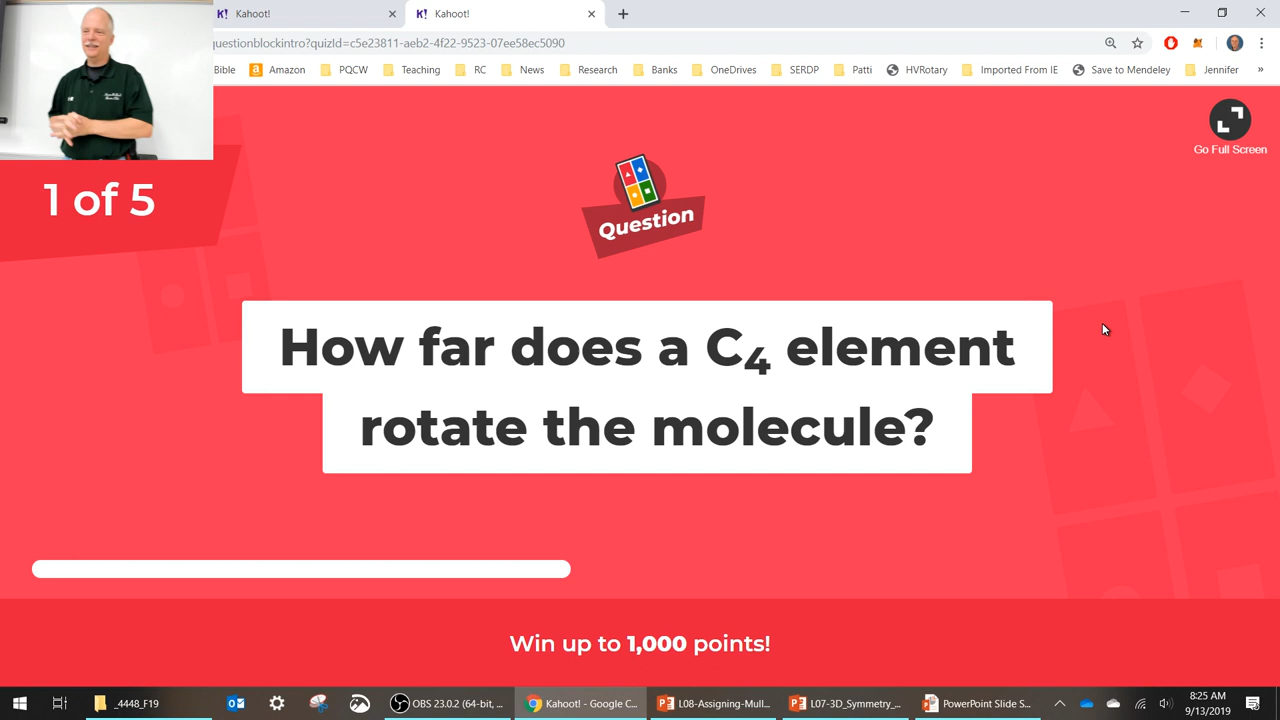 Kahoot!
Kahoot!
questionblockintro?quizId=c5e23811-aeb2-4f22-9523-07ee58ec5090
Bible Amazon PQCW Teaching RC News Research Banks OneDrives SERDP Patti HVRotary Imported From IE Save to Mendeley Jennifer »
Go Full Screen
1 of 5
Question
How far does a C₄ element
rotate the molecule?
Win up to 1,000 points!
_4448_F19
OBS 23.0.2 (64-bit, ...
Kahoot! - Google C...
L08-Assigning-Mull...
L07-3D_Symmetry_...
PowerPoint Slide S...
8:25 AM
9/13/2019